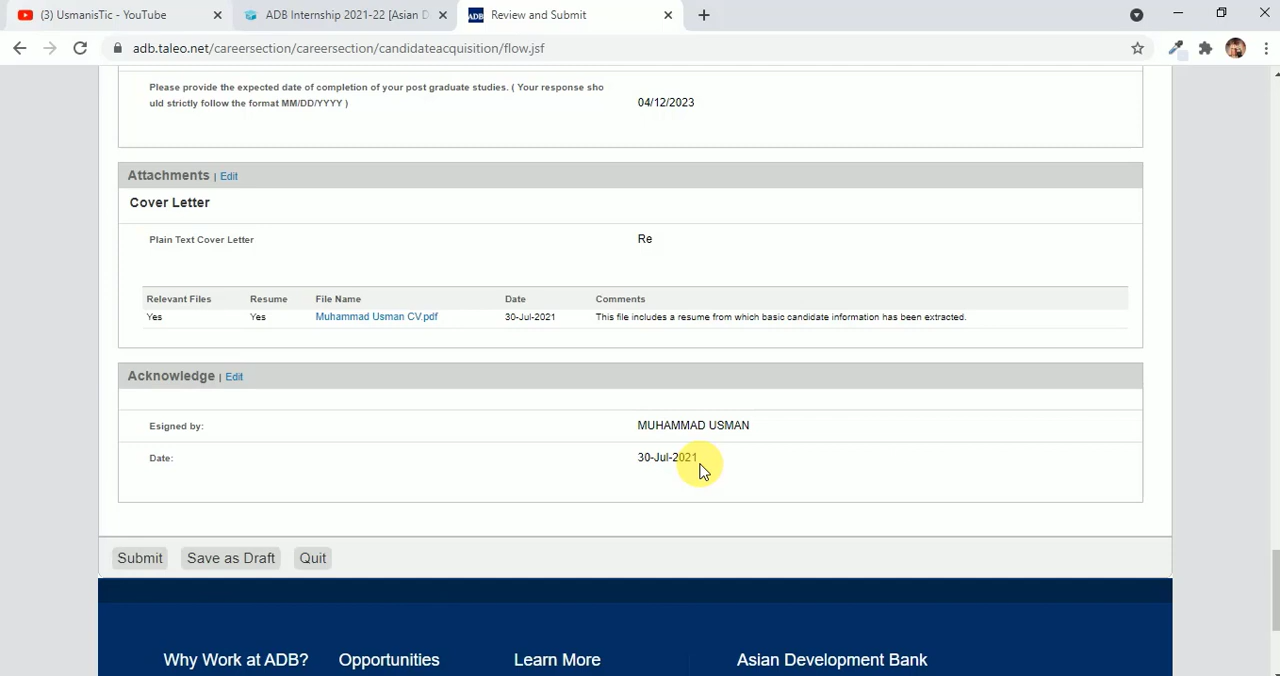 (3) UsmanisTic - YouTube
ADB Internship 2021-22 [Asian D
ADB
Review and Submit
adb.taleo.net/careersection/careersection/candidateacquisition/flow.jsf
Please provide the expected date of completion of your post graduate studies. ( Your response sho
uld strictly follow the format MM/DD/YYYY )
04/12/2023
Attachments | Edit
Cover Letter
Plain Text Cover Letter
Re
Relevant Files Resume File Name Date Comments
Yes Yes Muhammad Usman CV.pdf 30-Jul-2021 This file includes a resume from which basic candidate information has been extracted.
Acknowledge | Edit
Esigned by: MUHAMMAD USMAN
Date: 30-Jul-2021
Submit Save as Draft Quit
Why Work at ADB? Opportunities Learn More Asian Development Bank